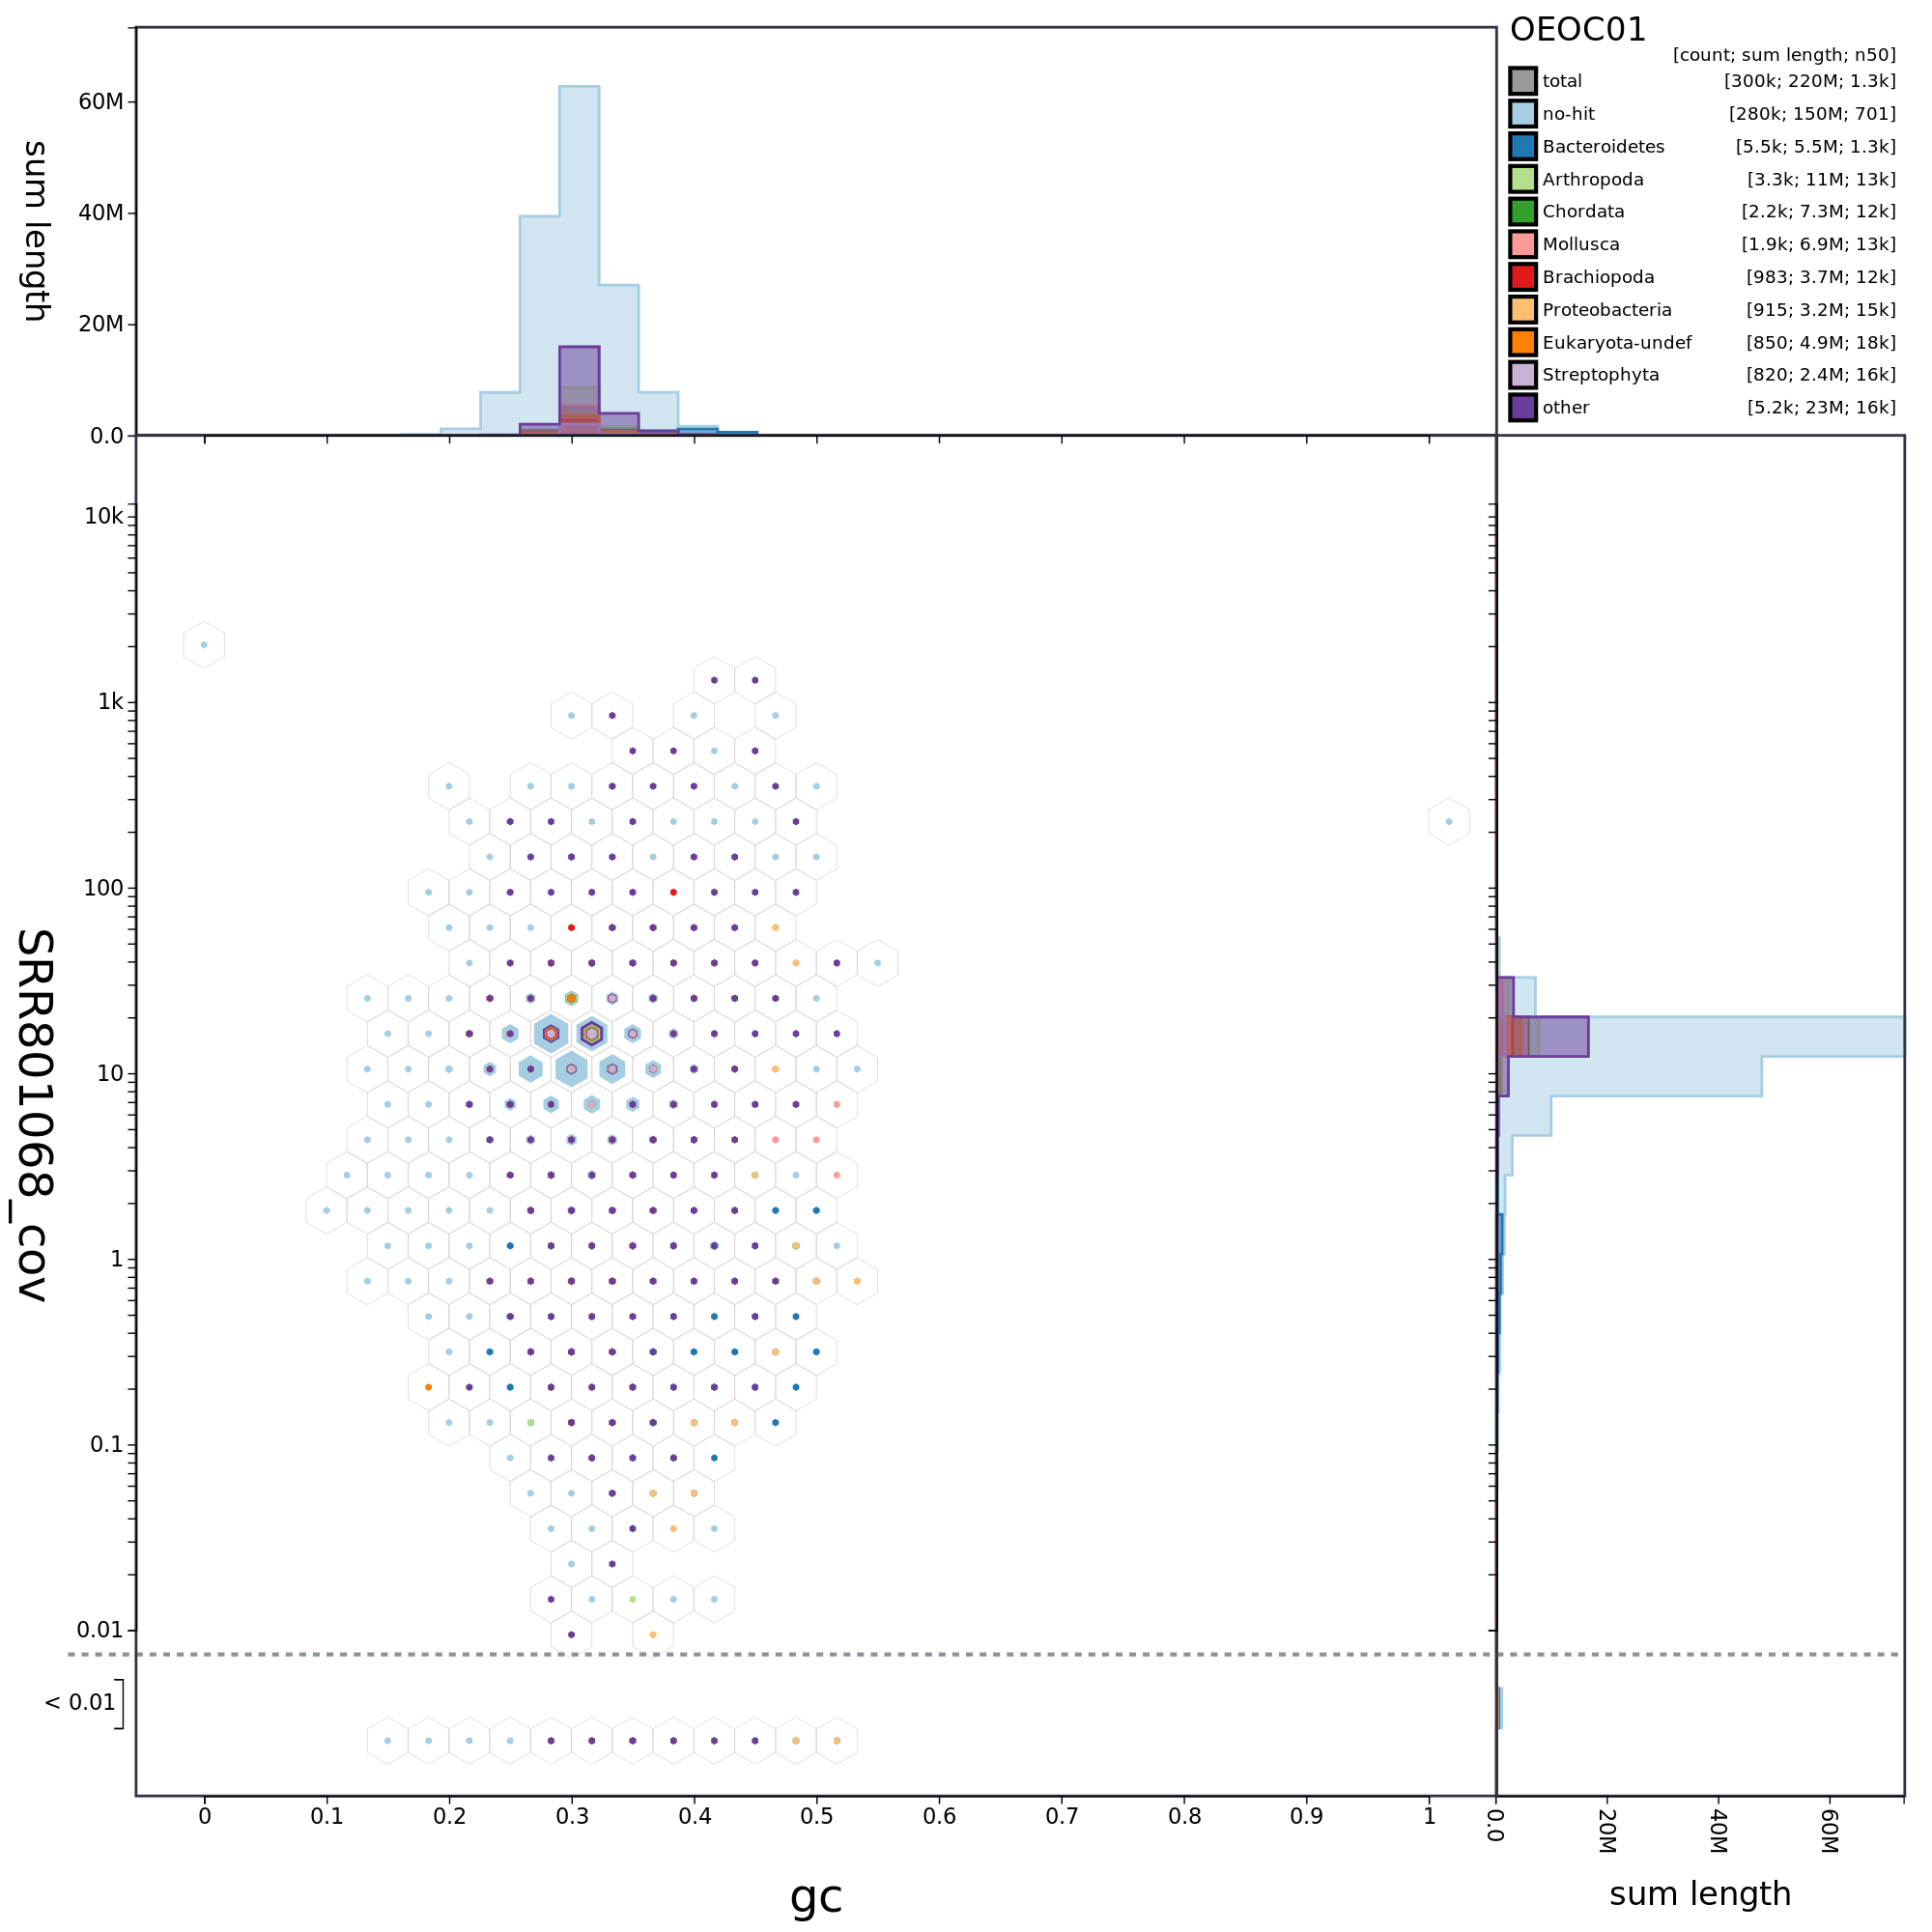 OEOC01
[count; sum length; n50]
total [300k; 220M; 1.3k]
no-hit [280k; 150M; 701]
Bacteroidetes [5.5k; 5.5M; 1.3k]
Arthropoda [3.3k; 11M; 13k]
Chordata [2.2k; 7.3M; 12k]
Mollusca [1.9k; 6.9M; 13k]
Brachiopoda [983; 3.7M; 12k]
Proteobacteria [915; 3.2M; 15k]
Eukaryota-undef [850; 4.9M; 18k]
Streptophyta [820; 2.4M; 16k]
other [5.2k; 23M; 16k]
sum length
60M
40M
20M
0.0
SRR801068_cov
10k
1k
100
10
1
0.1
0.01
< 0.01
0 0.1 0.2 0.3 0.4 0.5 0.6 0.7 0.8 0.9 1
gc
0.0 20M 40M 60M
sum length